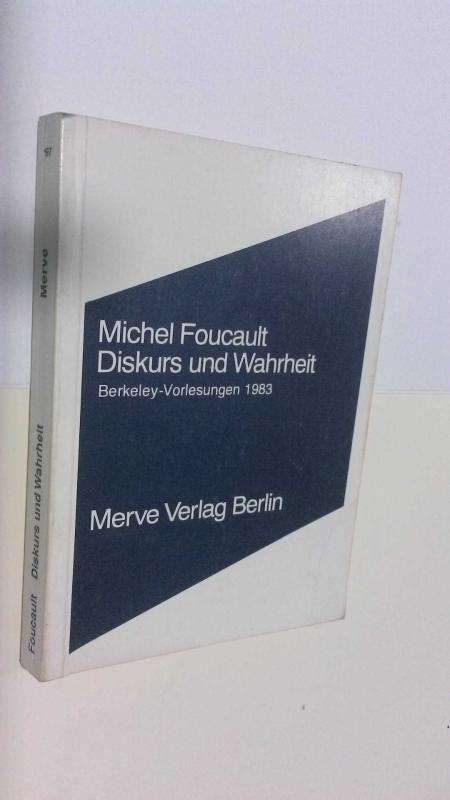 Michel Foucault
Diskurs und Wahrheit
Berkeley-Vorlesungen 1983
Merve Verlag Berlin
Foucault Diskurs und Wahrheit Merve